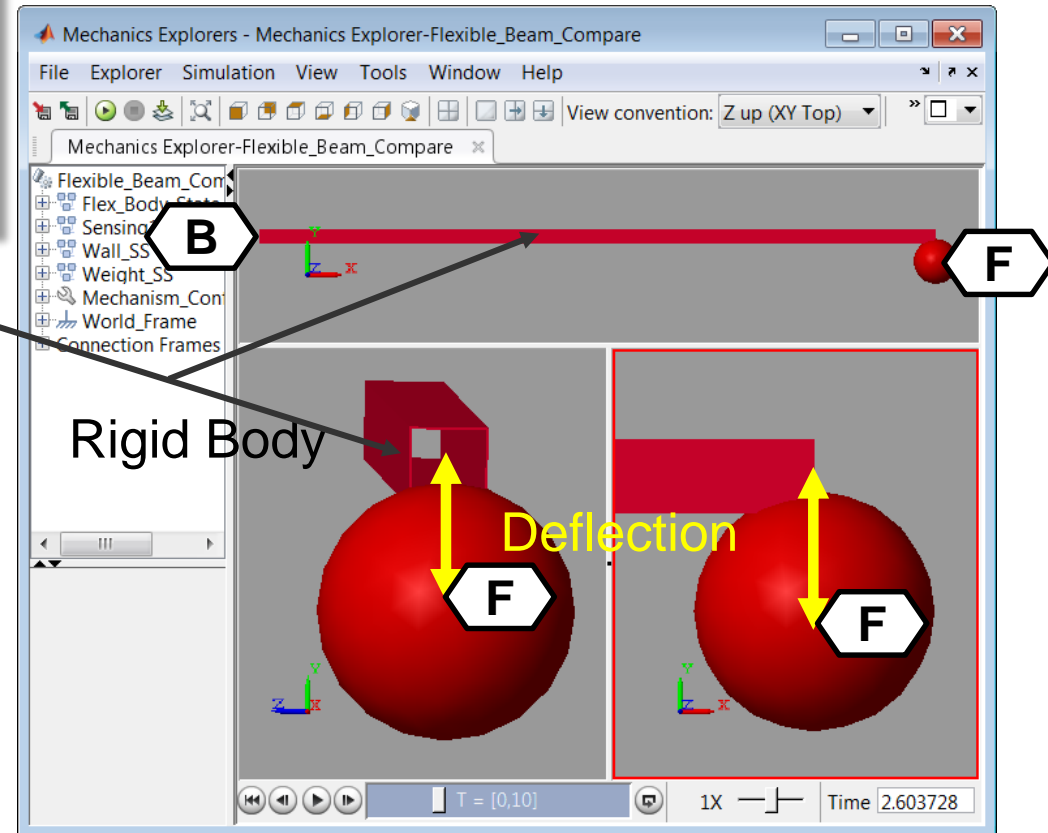 Mechanics Explorers - Mechanics Explorer-Flexible_Beam_Compare
File Explorer Simulation View Tools Window Help
View convention: Z up (XY Top)
Mechanics Explorer-Flexible_Beam_Compare
Flexible_Beam_Com
Flex_Body_State
Sensing
Wall_SS
Weight_SS
Mechanism_Con
World_Frame
Connection Frames
B
F
Y
Z X
Rigid Body
Deflection
F
F
Y
Z X
Y
Z X
T = [0,10]
1X
Time 2.603728